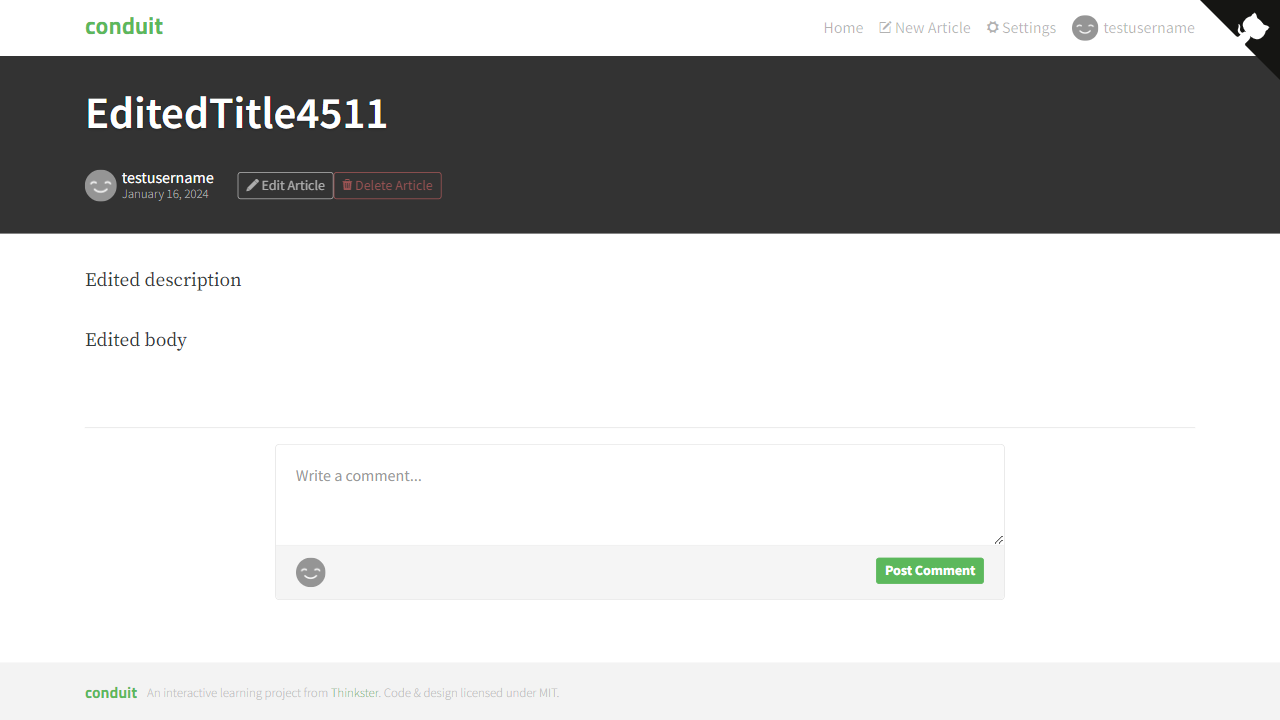 conduit
Home New Article Settings testusername
EditedTitle4511
testusername
January 16, 2024
Edit Article Delete Article
Edited description
Edited body
Write a comment...
Post Comment
conduit An interactive learning project from Thinkster. Code & design licensed under MIT.